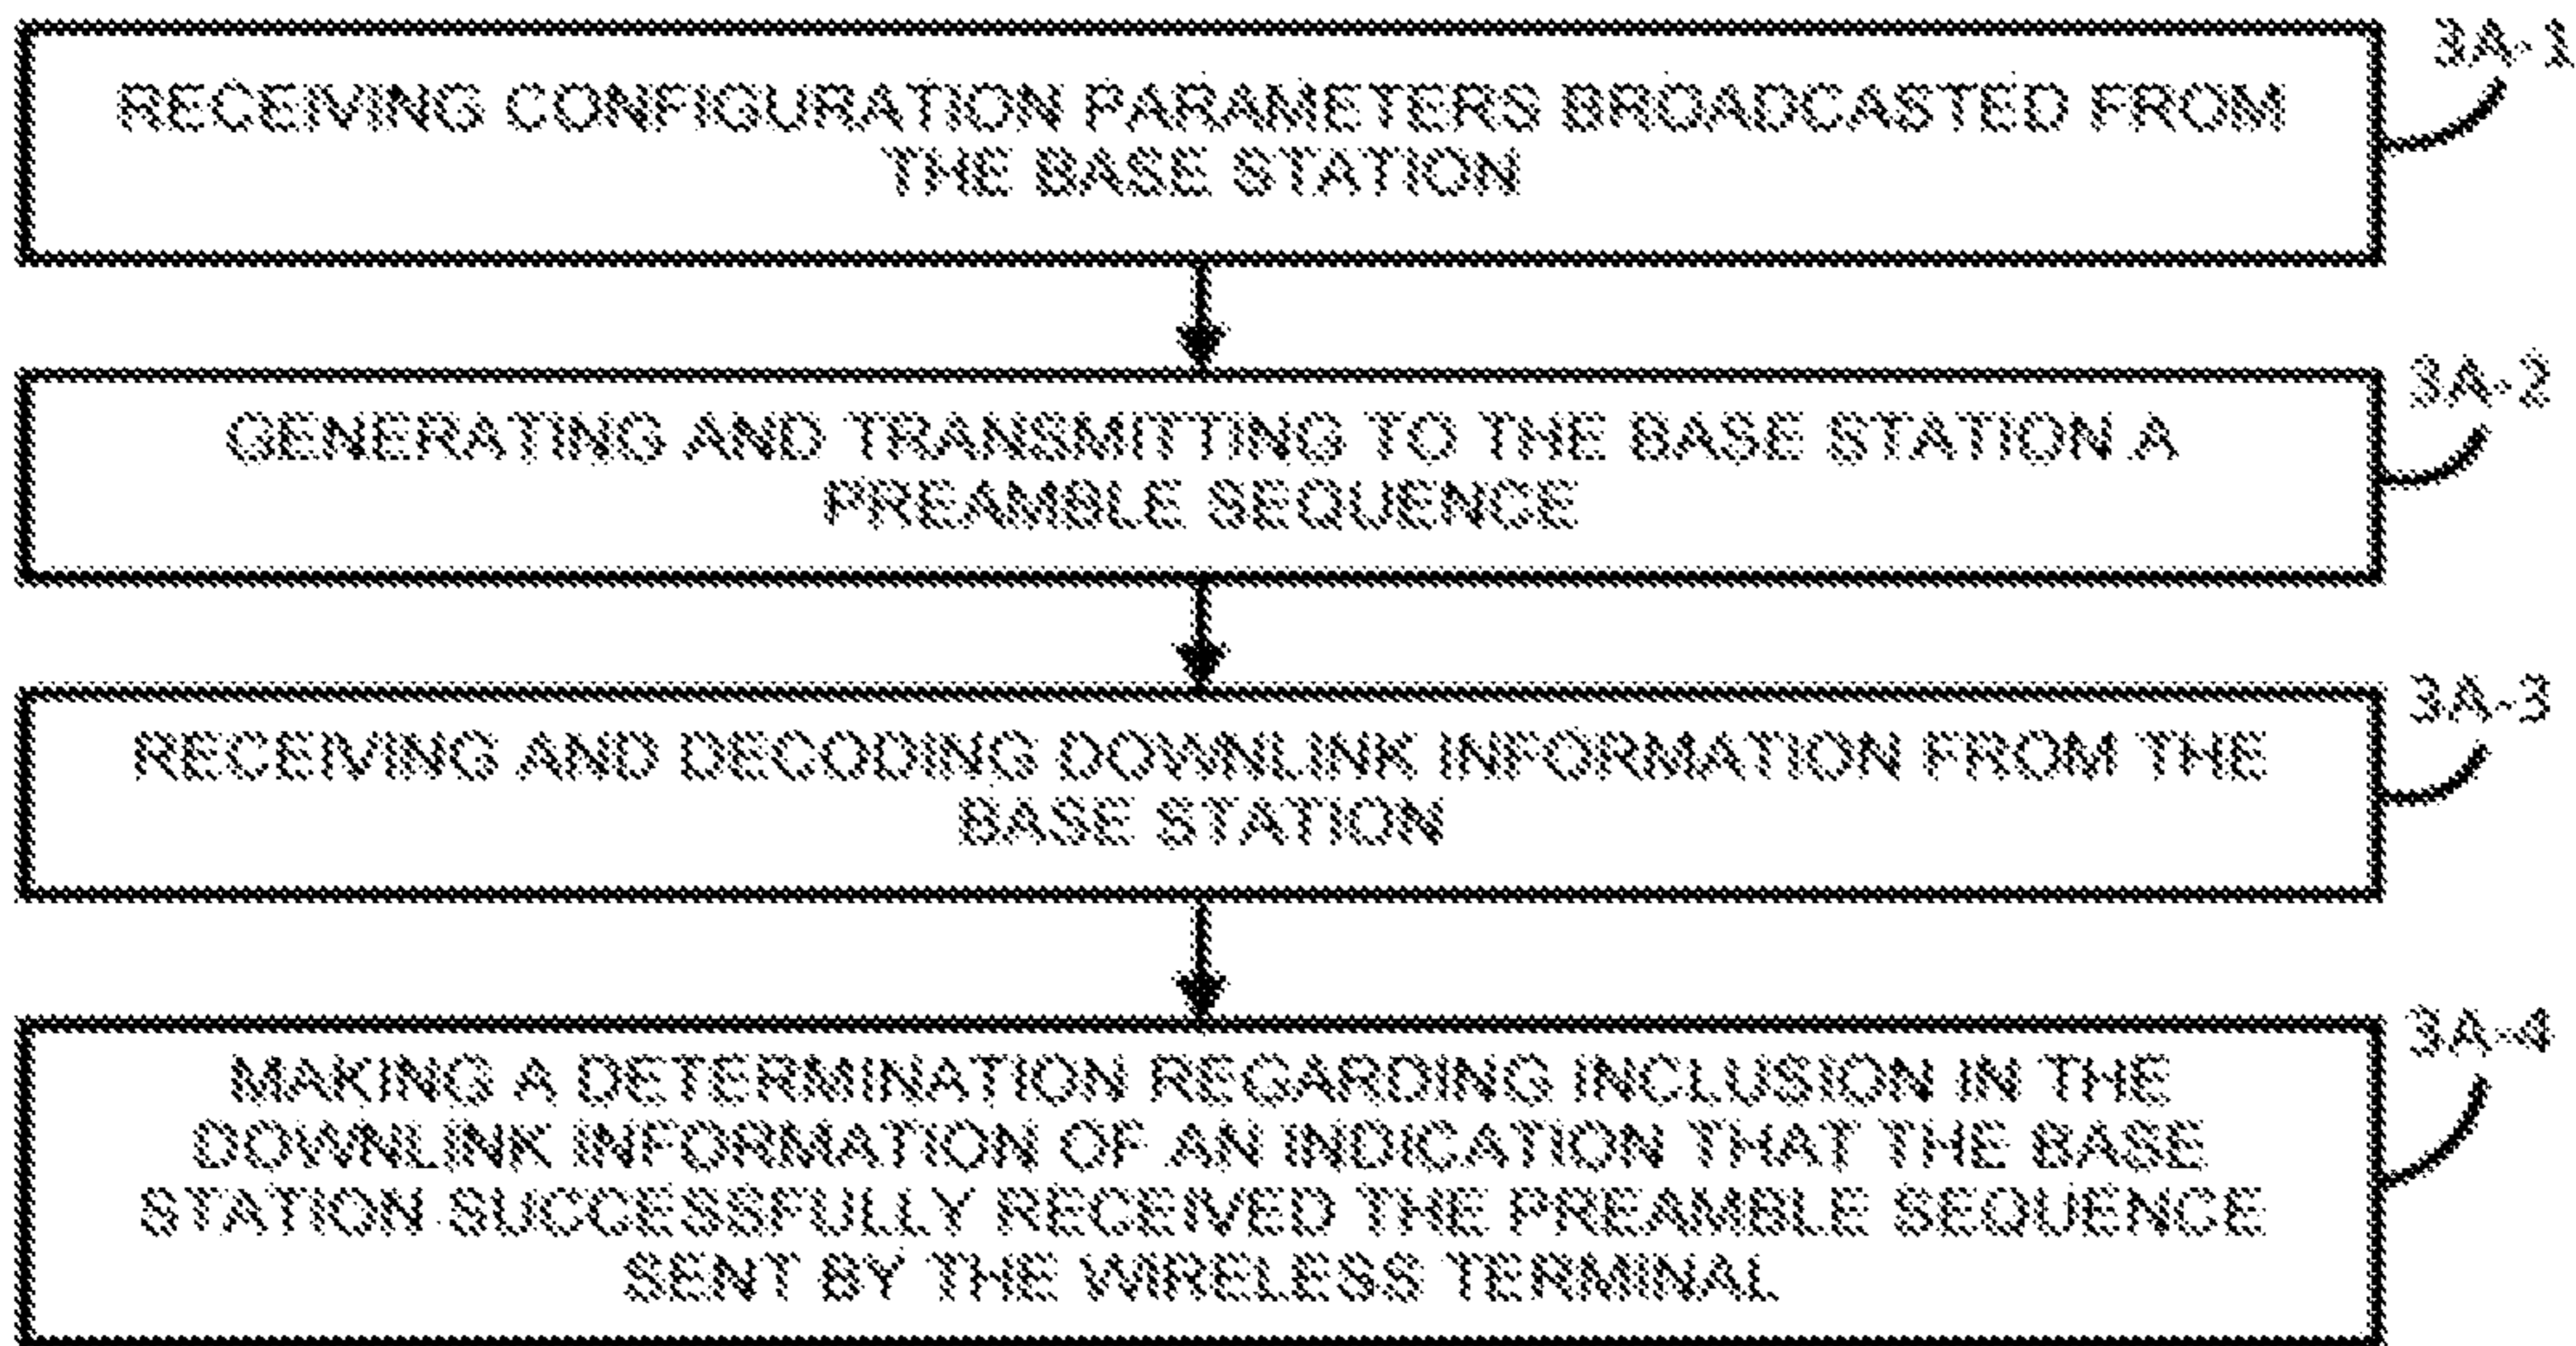 3A-1
RECEIVING CONFIGURATION PARAMETERS BROADCASTED FROM
THE BASE STATION
3A-2
GENERATING AND TRANSMITTING TO THE BASE STATION A
PREAMBLE SEQUENCE
3A-3
RECEIVING AND DECODING DOWNLINK INFORMATION FROM THE
BASE STATION
3A-4
MAKING A DETERMINATION REGARDING INCLUSION IN THE
DOWNLINK INFORMATION OF AN INDICATION THAT THE BASE
STATION SUCCESSFULLY RECEIVED THE PREAMBLE SEQUENCE
SENT BY THE WIRELESS TERMINAL